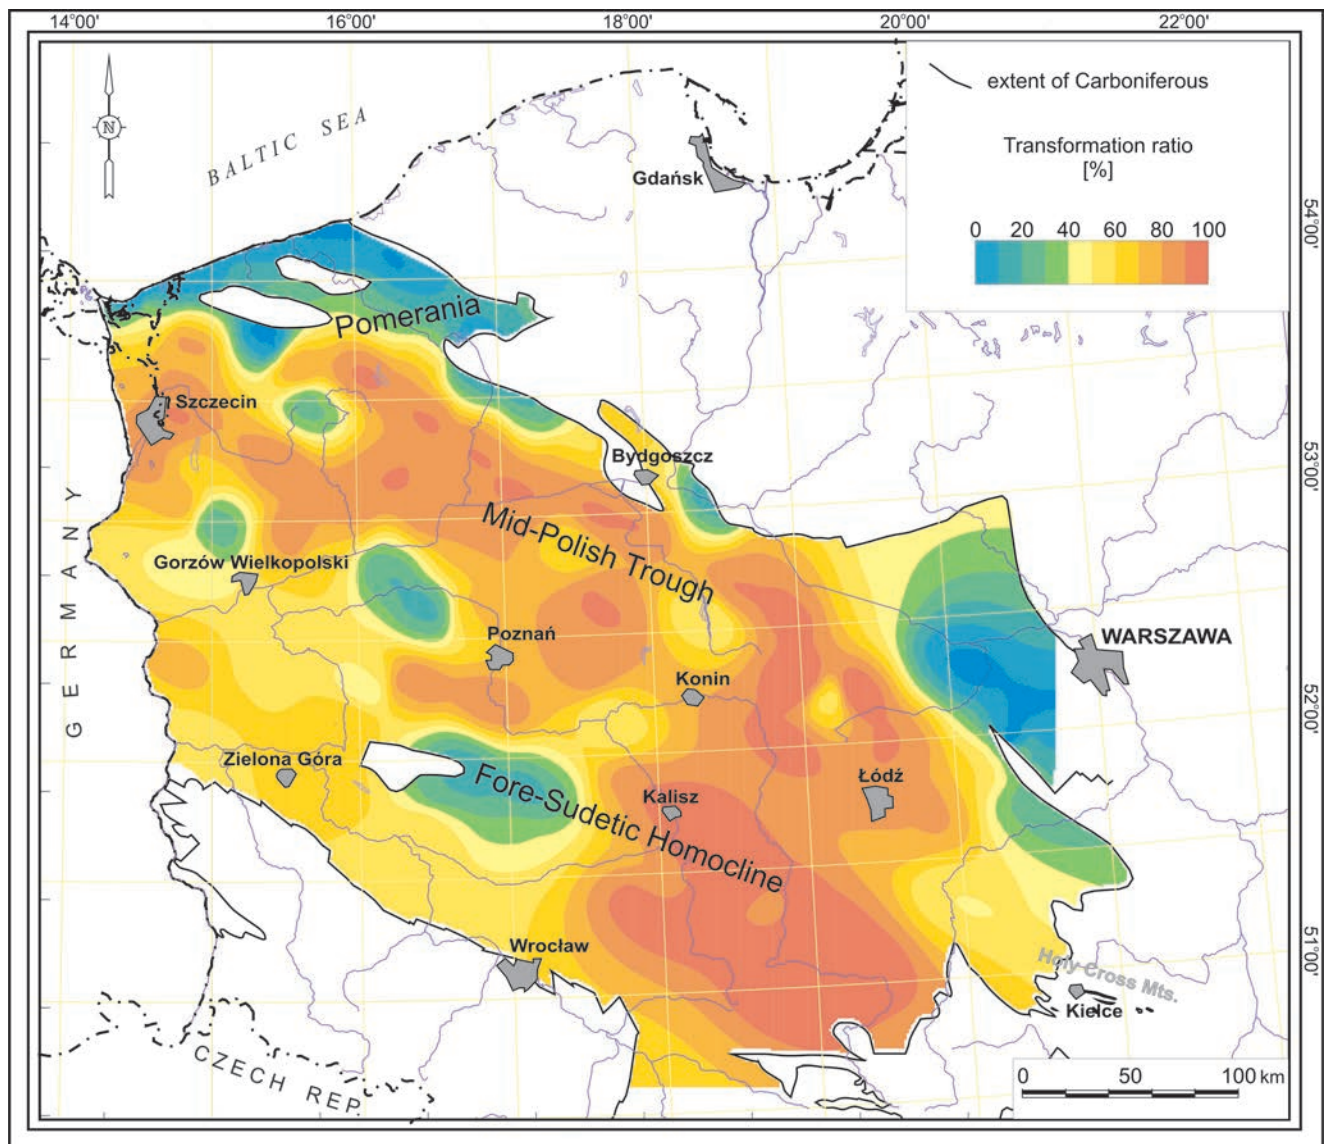 14°00'
16°00'
18°00'
20°00'
22°00'
extent of Carboniferous
Transformation ratio
[%]
0 20 40 60 80 100
N
BALTIC SEA
Gdańsk
54°00'
Pomerania
Szczecin
Bydgoszcz
53°00'
Mid-Polish Trough
GERMANY
Gorzów Wielkopolski
Poznań
WARSZAWA
Konin
52°00'
Zielona Góra
Fore-Sudetic Homocline
Kalisz
Łódź
Wrocław
51°00'
Holy Cross Mts.
Kielce
CZECH REP.
0 50 100 km